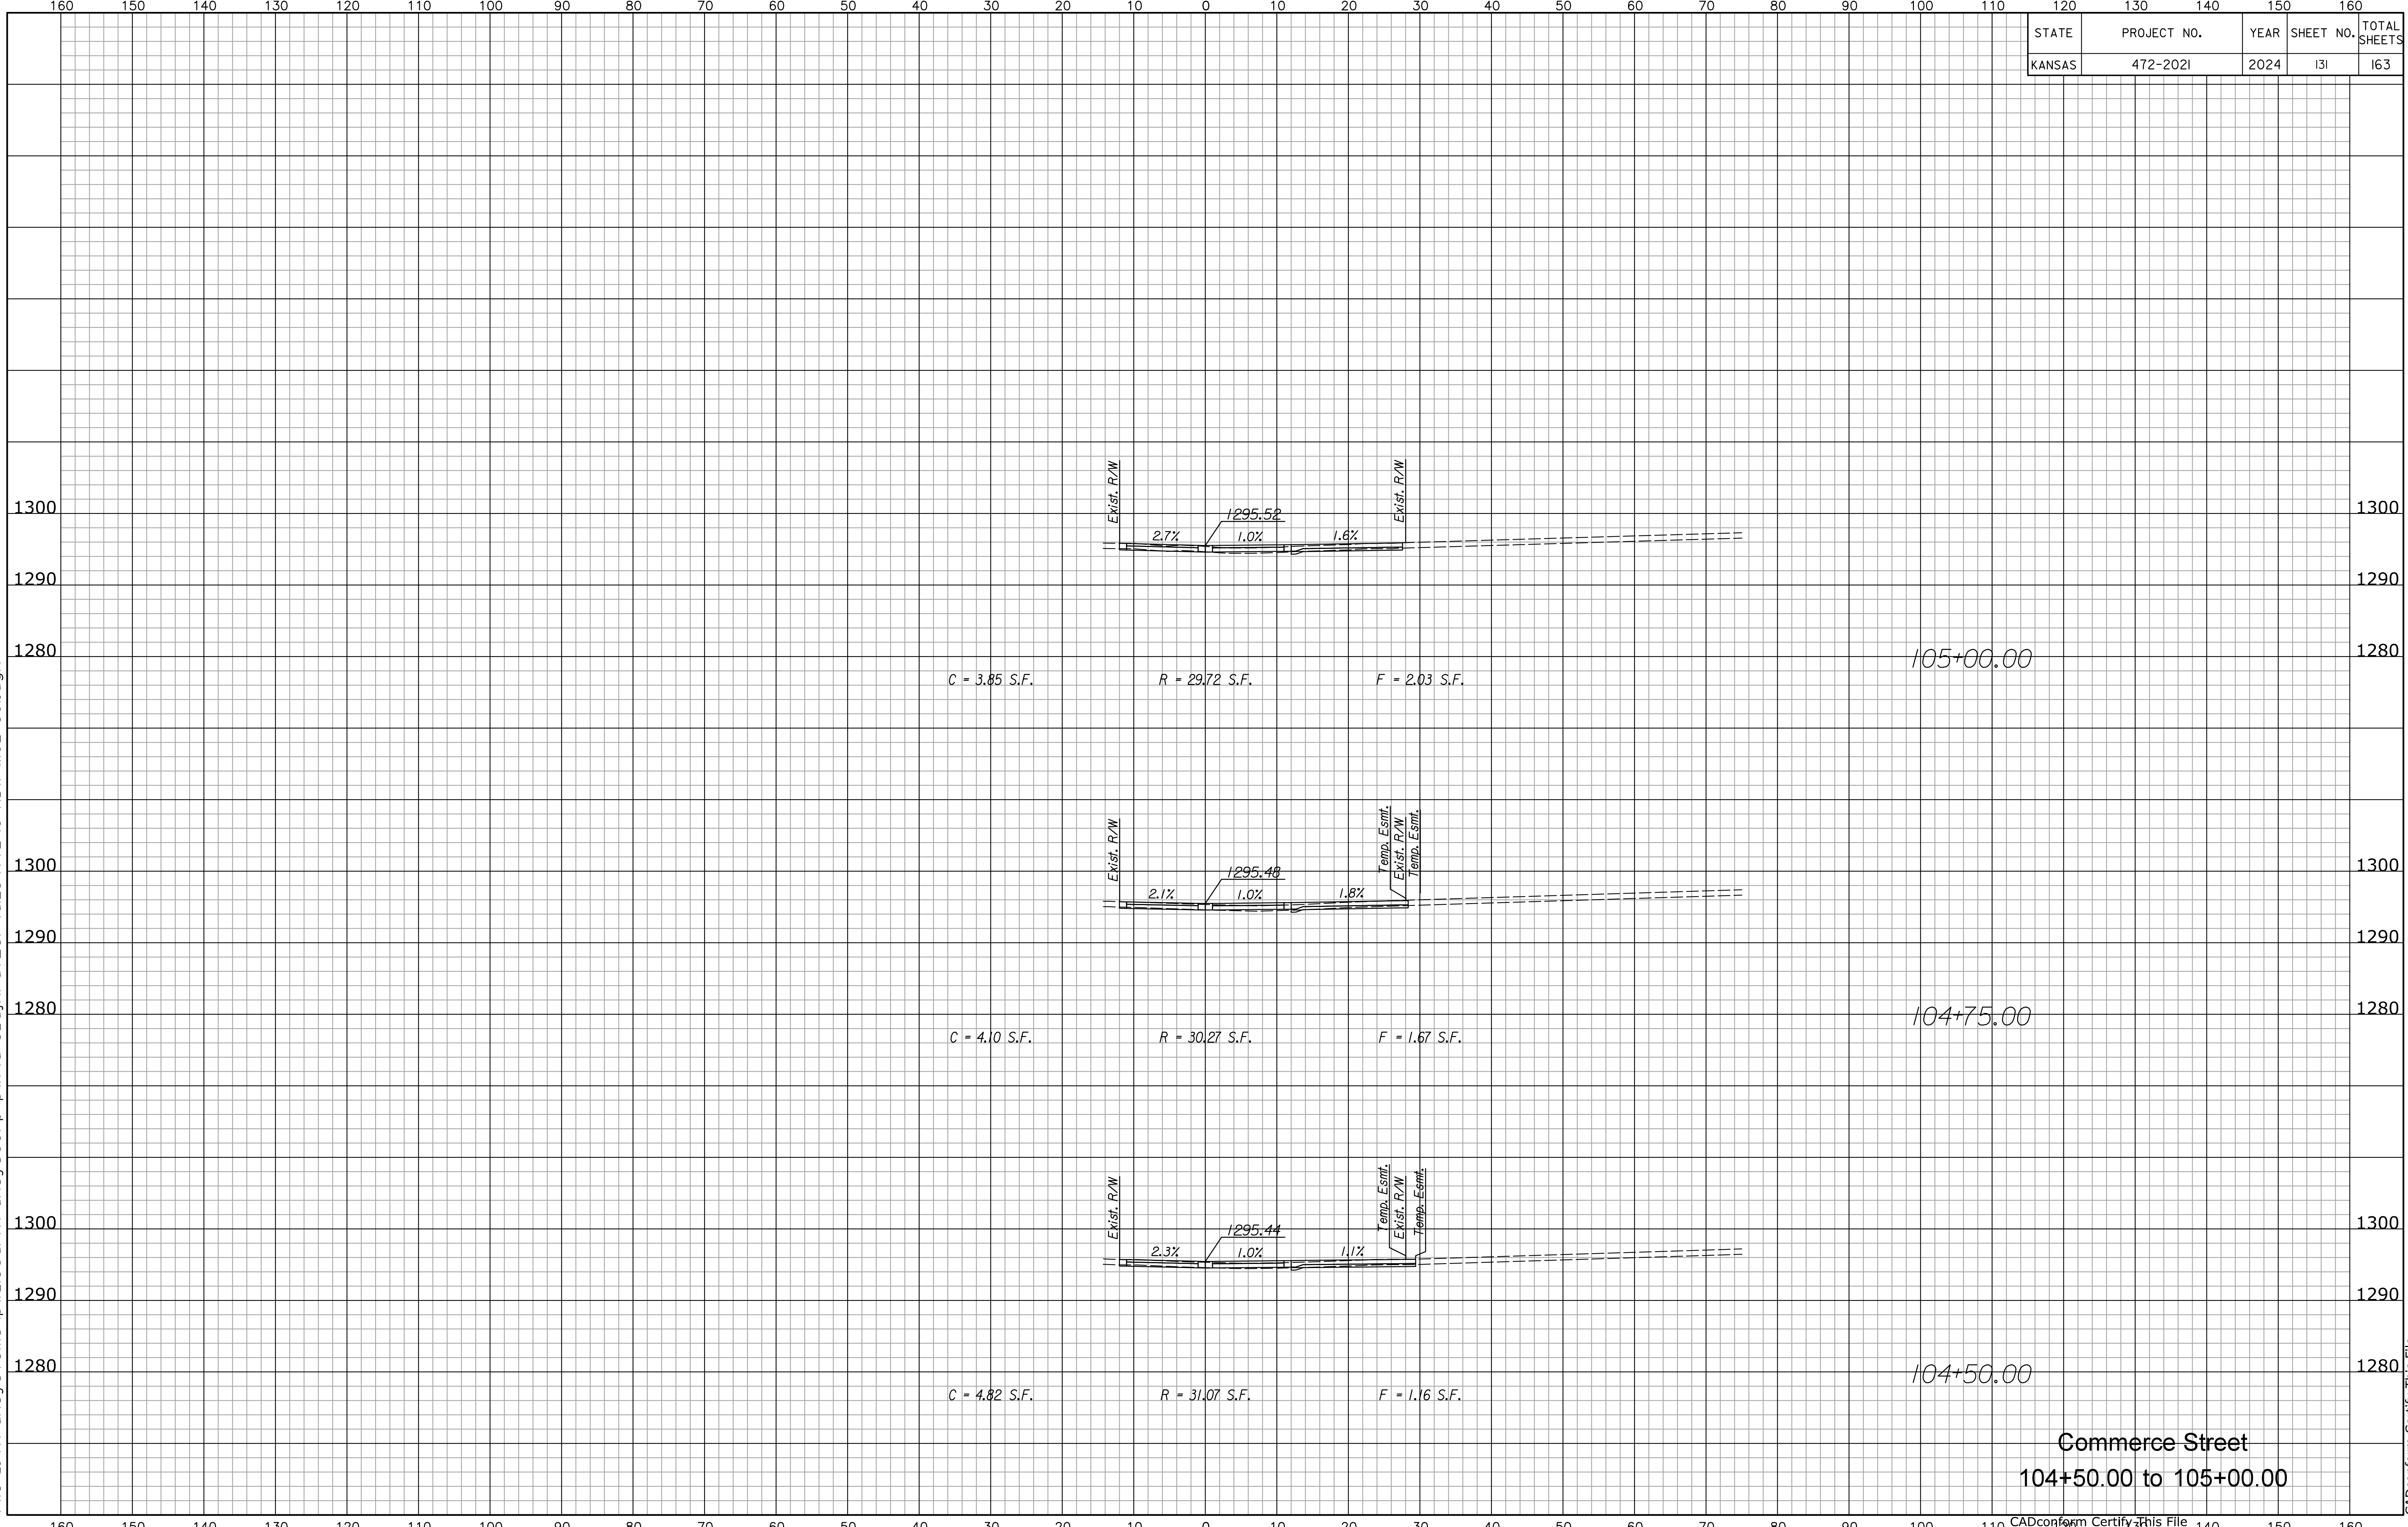 160 150 140 130 120 110 100 90 80 70 60 50 40 30 20 10 0 10 20 30 40 50 60 70 80 90 100 110 120 130 140 150 160
STATE PROJECT NO. YEAR SHEET NO. TOTAL SHEETS
KANSAS 472-2021 2024 131 163
Exist. R/W
Exist. R/W
1300 1295.52 1300
2.7% 1.0% 1.6%
1290 1290
1280 105+00.00 1280
C = 3.85 S.F. R = 29.72 S.F. F = 2.03 S.F.
Exist. R/W
Temp. Esmt.
Exist. R/W
Temp. Esmt.
1300 1295.48 1300
2.1% 1.0% 1.8%
1290 1290
1280 104+75.00 1280
C = 4.10 S.F. R = 30.27 S.F. F = 1.67 S.F.
Exist. R/W
Temp. Esmt.
Exist. R/W
Temp. Esmt.
1300 1295.44 1300
2.3% 1.0% 1.1%
1290 1290
1280 104+50.00 1280
C = 4.82 S.F. R = 31.07 S.F. F = 1.16 S.F.
Commerce Street
104+50.00 to 105+00.00
160 150 140 130 120 110 100 90 80 70 60 50 40 30 20 10 0 10 20 30 40 50 60 70 80 90 100 110 120 130 140 150 160
CADconform Certify This File